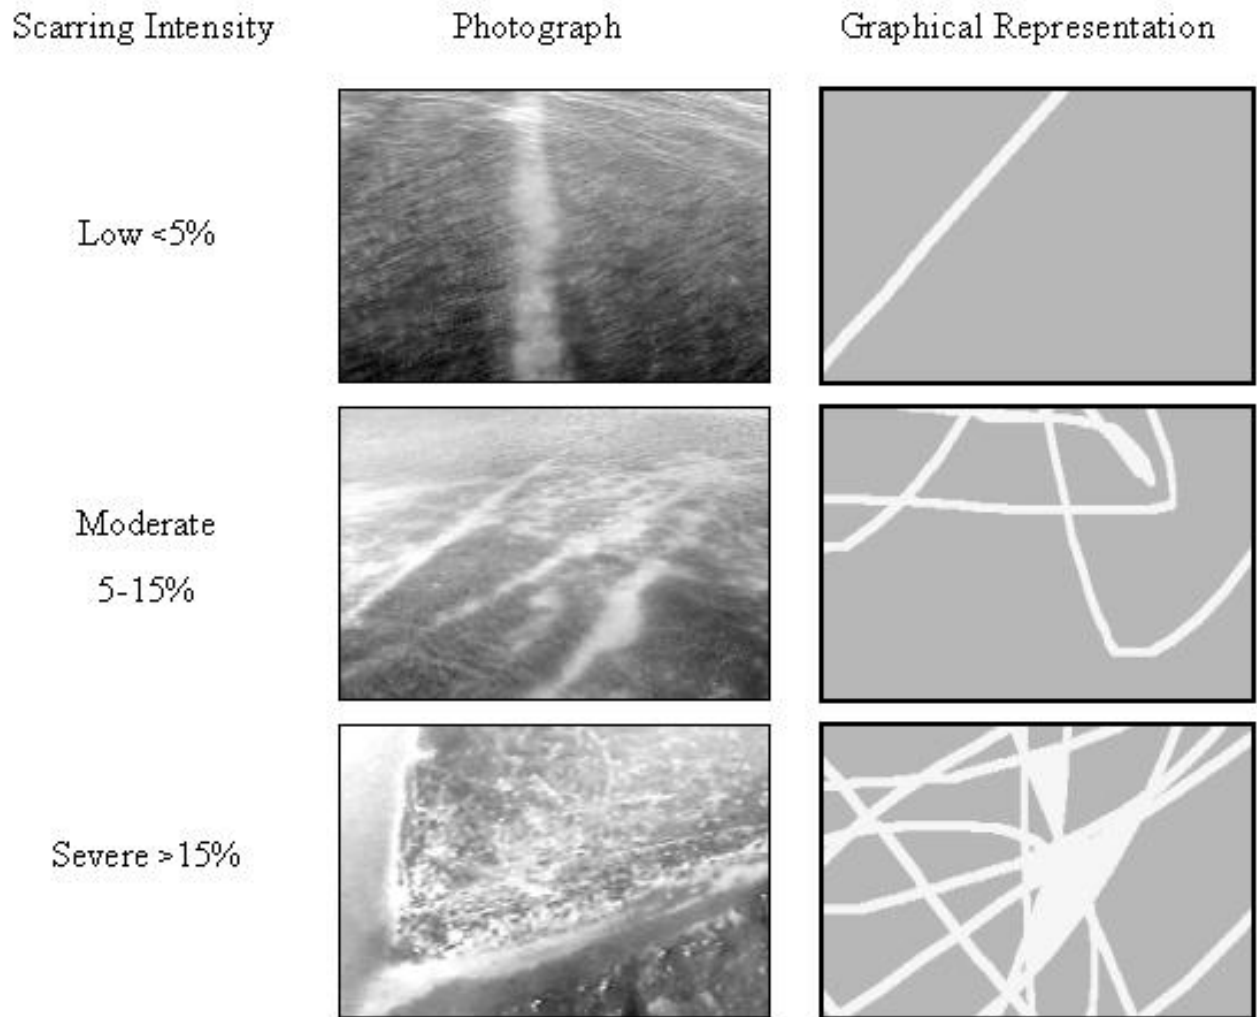 Scarring Intensity
Photograph
Graphical Representation
Low <5%
Moderate
5-15%
Severe >15%